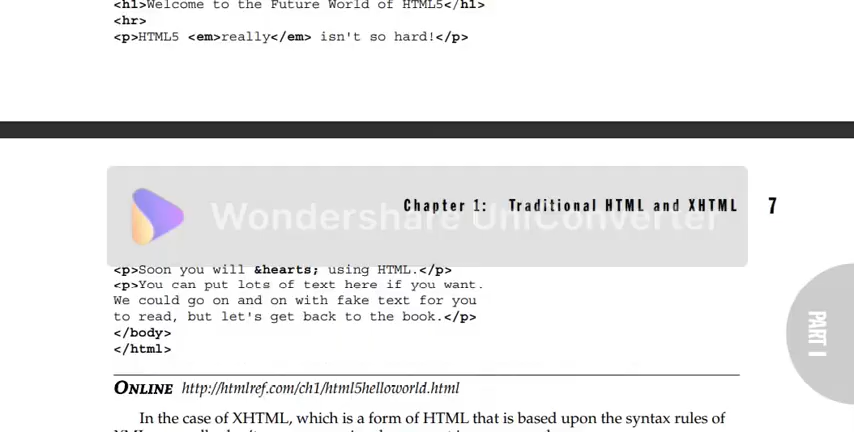 <h1>Welcome to the Future World of HTML5</h1>
<hr>
<p>HTML5 <em>really</em> isn't so hard!</p>
Wondershare UniConverter
Chapter 1: Traditional HTML and XHTML 7
<p>Soon you will &hearts; using HTML.</p>
<p>You can put lots of text here if you want.
We could go on and on with fake text for you
to read, but let's get back to the book.</p>
</body>
</html>
PART I
ONLINE http://htmlref.com/ch1/html5helloworld.html
In the case of XHTML, which is a form of HTML that is based upon the syntax rules of